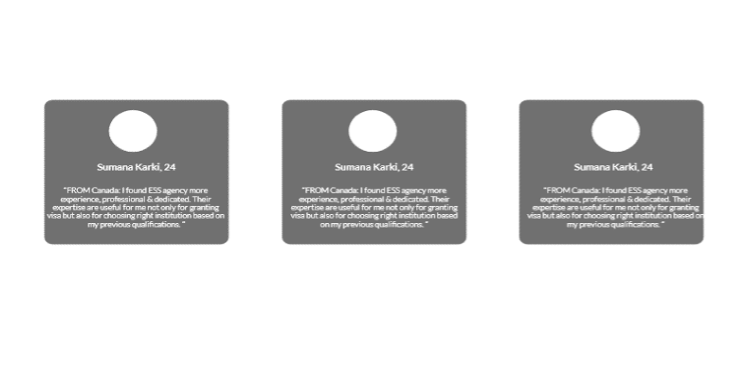 Sumana Karki, 24
"FROM Canada: I found ESS agency more
experience, professional & dedicated. Their
expertise are useful for me not only for granting
visa but also for choosing right institution based on
my previous qualifications. "
Sumana Karki, 24
"FROM Canada: I found ESS agency more
experience, professional & dedicated. Their
expertise are useful for me not only for granting
visa but also for choosing right institution based
on my previous qualifications. "
Sumana Karki, 24
"FROM Canada: I found ESS agency more
experience, professional & dedicated. Their
expertise are useful for me not only for granting
visa but also for choosing right institution based on
my previous qualifications. "